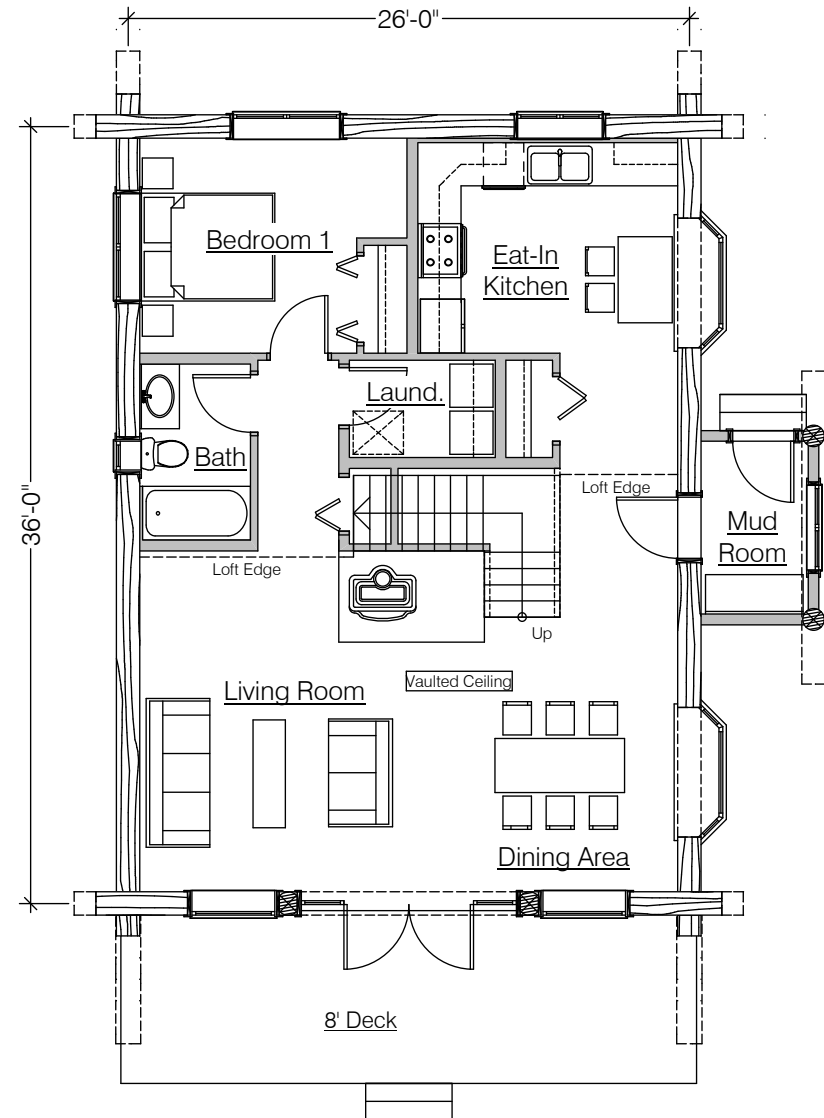 26'-0"
Bedroom 1
Eat-In
Kitchen
Laund.
Bath
36'-0"
Loft Edge
Mud
Room
Loft Edge
Up
Vaulted Ceiling
Living Room
Dining Area
8' Deck